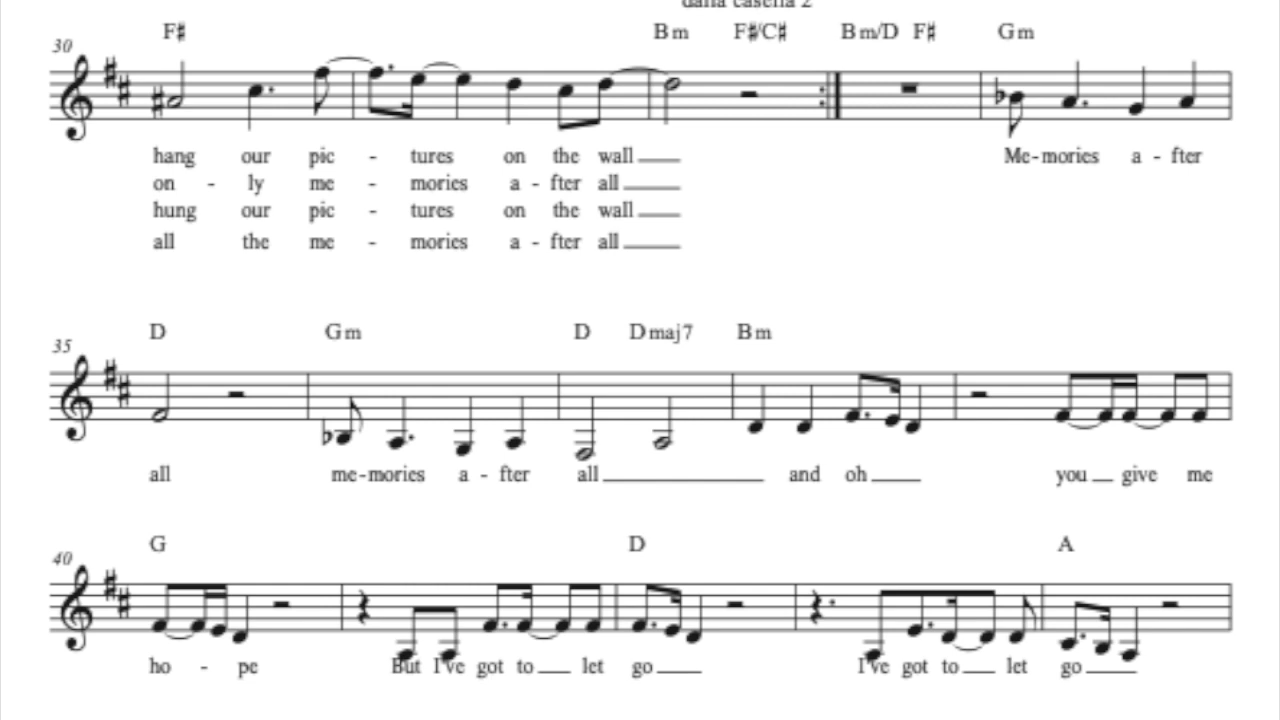 dalla casella 2
F♯ Bm F♯/C♯ Bm/D F♯ Gm
30
hang our pic - tures on the wall Me-mories a - fter
on - ly me - mories a - fter all
hung our pic - tures on the wall
all the me - mories a - fter all
D Gm D Dmaj7 Bm
35
all me-mories a - fter all and oh you give me
G D A
40
ho - pe But I've got to let go I've got to let go